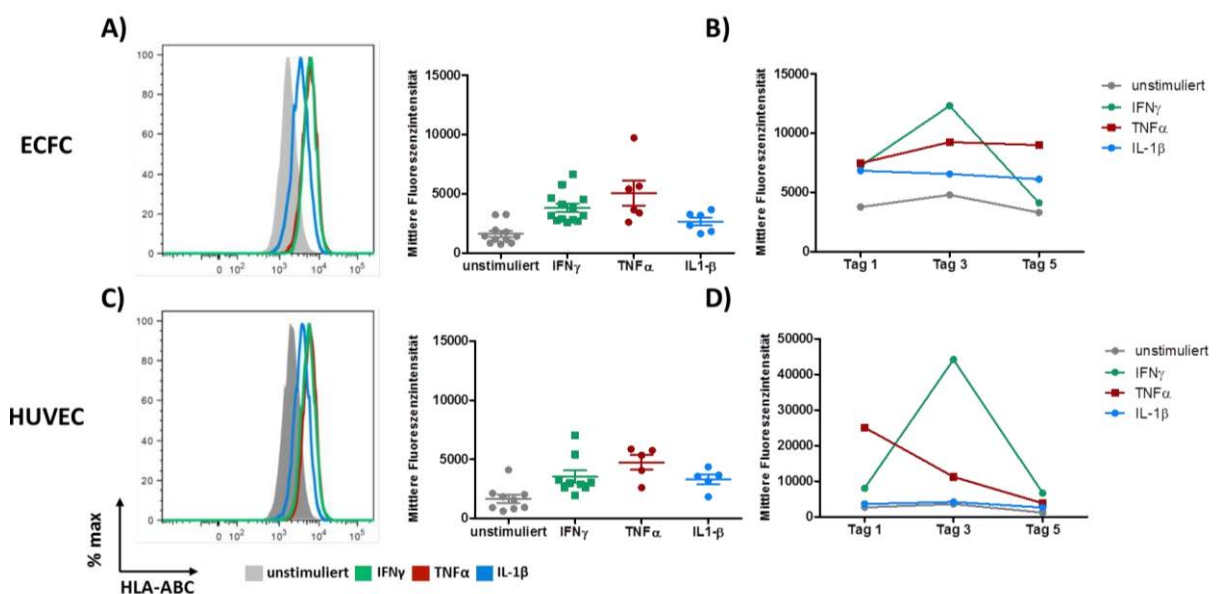 A)
B)
ECFC
100
80
60
40
20
0
0 10² 10³ 10⁴ 10⁵
Mittlere Fluoreszenzintensität
15000
10000
5000
0
unstimuliert IFNγ TNFα IL1-β
Mittlere Fluoreszenzintensität
15000
10000
5000
0
Tag 1 Tag 3 Tag 5
unstimuliert
IFNγ
TNFα
IL-1β
C)
D)
HUVEC
100
80
60
40
20
0
0 10² 10³ 10⁴ 10⁵
Mittlere Fluoreszenzintensität
15000
10000
5000
0
unstimuliert IFNγ TNFα IL1-β
Mittlere Fluoreszenzintensität
50000
40000
30000
20000
10000
0
Tag 1 Tag 3 Tag 5
unstimuliert
IFNγ
TNFα
IL-1β
% max
HLA-ABC
unstimuliert IFNγ TNFα IL-1β